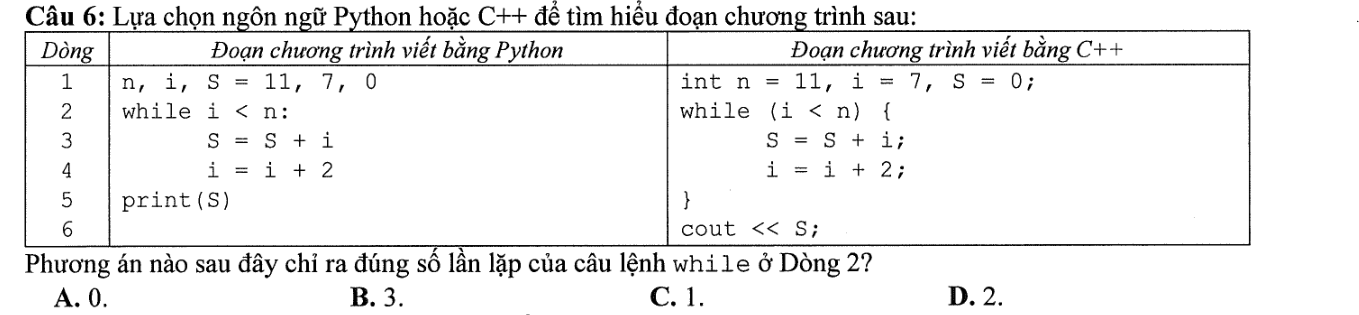 Câu 6: Lựa chọn ngôn ngữ Python hoặc C++ để tìm hiểu đoạn chương trình sau:
Dòng Đoạn chương trình viết bằng Python Đoạn chương trình viết bằng C++
1 n, i, S = 11, 7, 0 int n = 11, i = 7, S = 0;
2 while i < n: while (i < n) {
3 S = S + i S = S + i;
4 i = i + 2 i = i + 2;
5 print(S) }
6 cout << S;
Phương án nào sau đây chỉ ra đúng số lần lặp của câu lệnh while ở Dòng 2?
A. 0. B. 3. C. 1. D. 2.